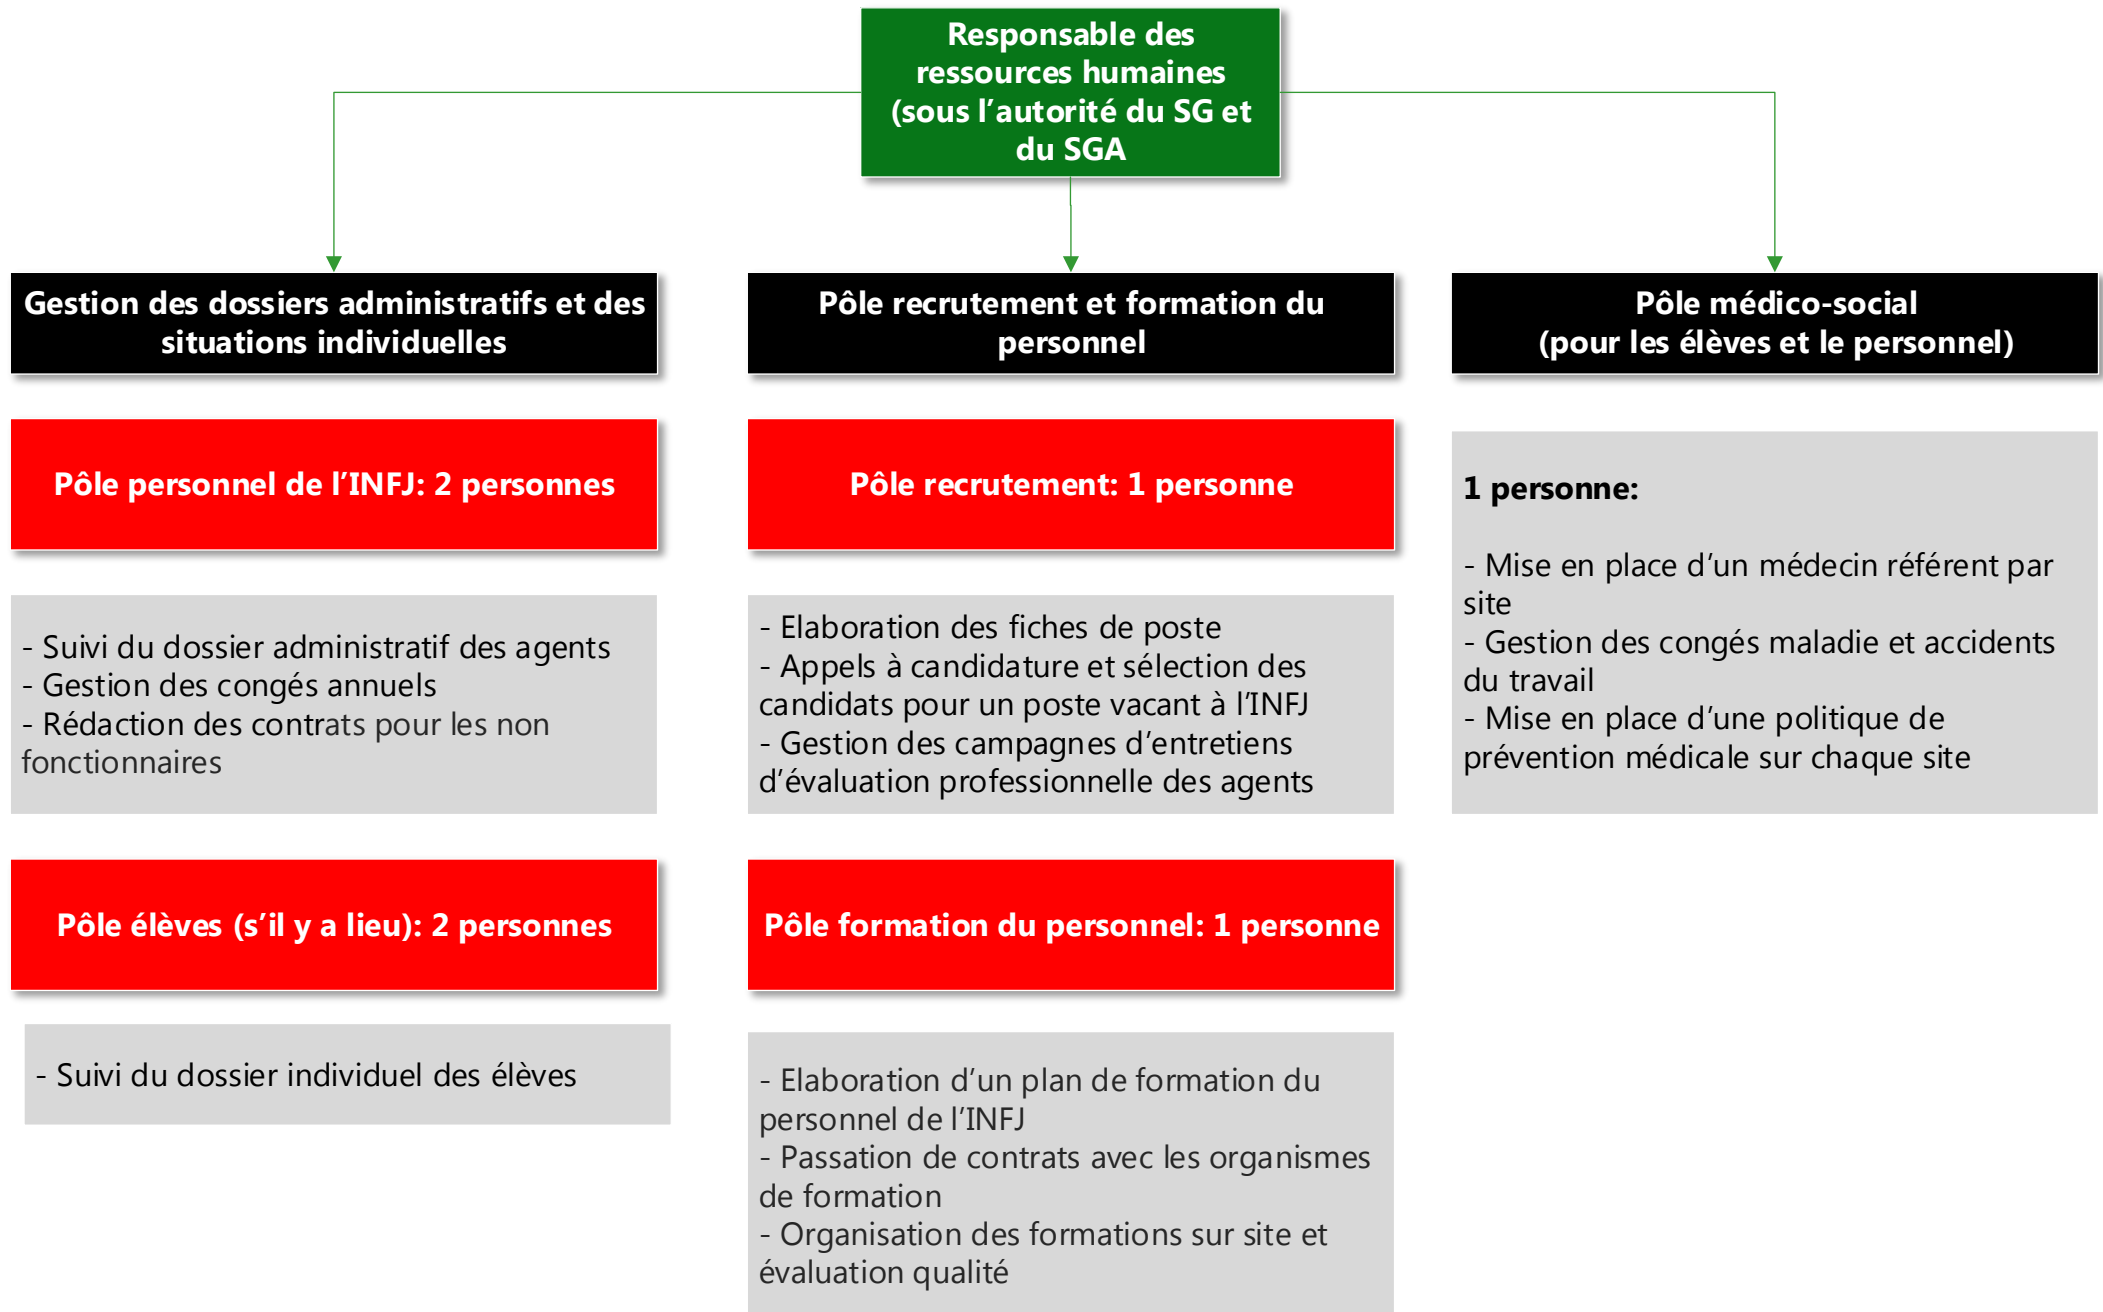 Responsable des
ressources humaines
(sous l’autorité du SG et
du SGA
Gestion des dossiers administratifs et des
situations individuelles
Pôle personnel de l’INFJ: 2 personnes
- Suivi du dossier administratif des agents
- Gestion des congés annuels
- Rédaction des contrats pour les non
fonctionnaires
Pôle élèves (s’il y a lieu): 2 personnes
- Suivi du dossier individuel des élèves
Pôle recrutement et formation du
personnel
Pôle recrutement: 1 personne
- Elaboration des fiches de poste
- Appels à candidature et sélection des
candidats pour un poste vacant à l’INFJ
- Gestion des campagnes d’entretiens
d’évaluation professionnelle des agents
Pôle formation du personnel: 1 personne
- Elaboration d’un plan de formation du
personnel de l’INFJ
- Passation de contrats avec les organismes
de formation
- Organisation des formations sur site et
évaluation qualité
Pôle médico-social
(pour les élèves et le personnel)
1 personne:
- Mise en place d’un médecin référent par
site
- Gestion des congés maladie et accidents
du travail
- Mise en place d’une politique de
prévention médicale sur chaque site